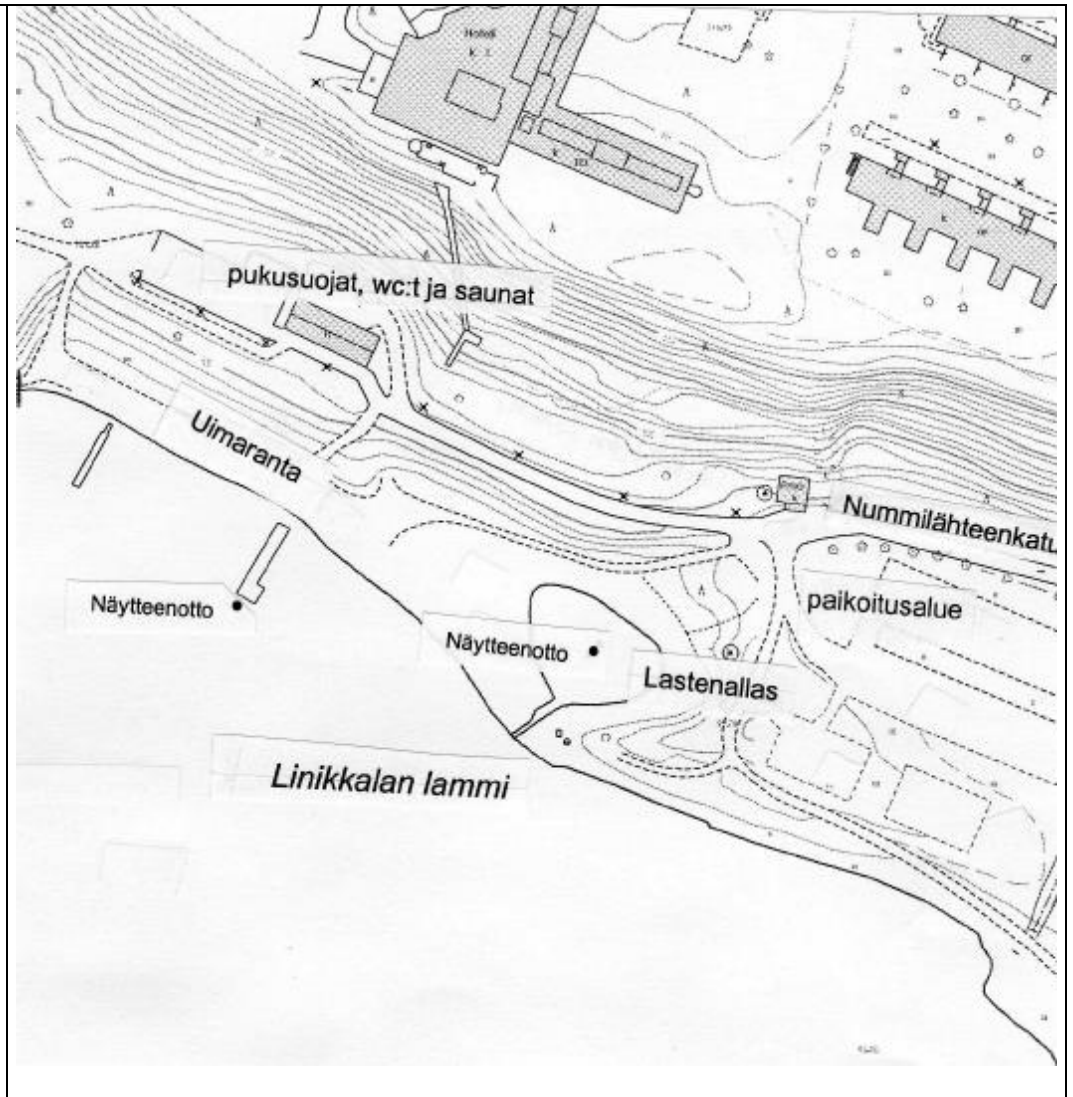 Hotelli
pukusuojat, wc:t ja saunat
Uimaranta
Nummilähteenkatu
Näytteenotto
Näytteenotto
paikoitusalue
Lastenallas
Linikkalan lammi